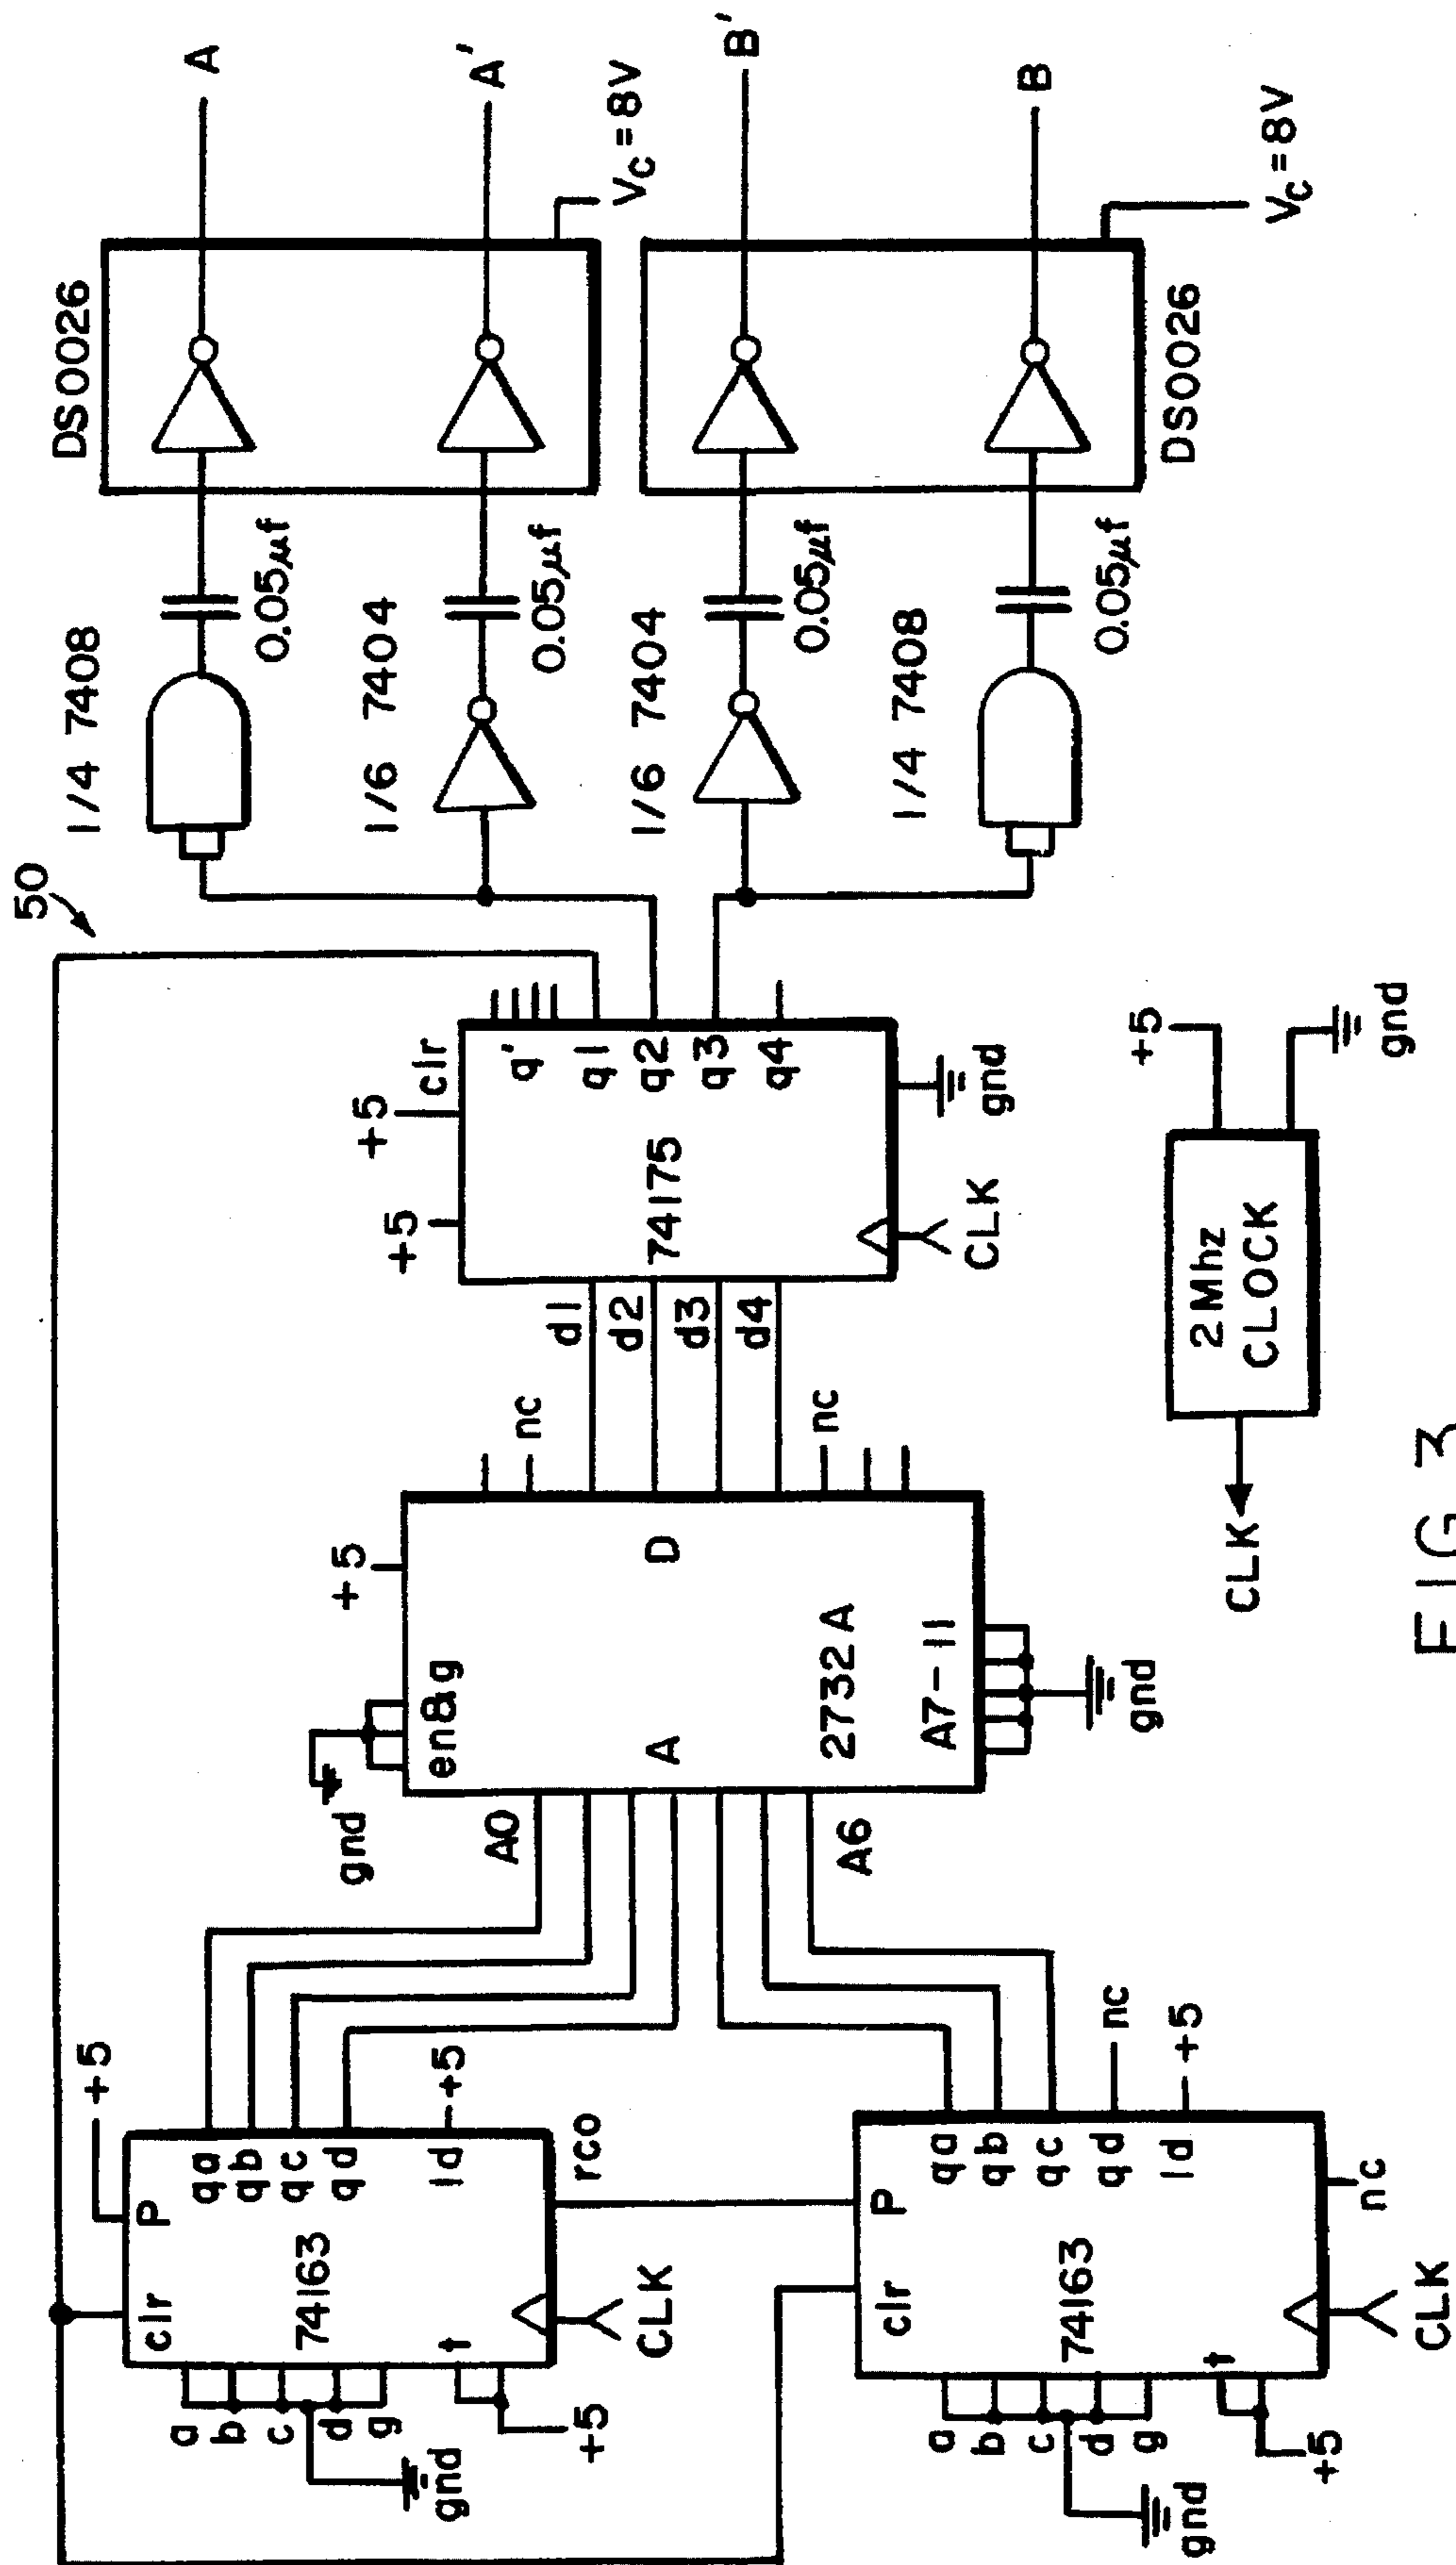 50
+5
clr
P
qa
qb
qc
qd
ld
+5
74163
a
b
c
d
g
gnd
t
+5
CLK
rco
clr
P
qa
qb
qc
qd
nc
ld
+5
74163
a
b
c
d
g
gnd
t
+5
CLK
nc
gnd
en&g
+5
A0
A
D
A6
2732A
A7-11
gnd
nc
nc
d1
d2
d3
d4
+5
+5
clr
q'
q1
q2
q3
q4
74175
CLK
gnd
1/4 7408
0.05μf
1/6 7404
0.05μf
1/6 7404
0.05μf
1/4 7408
0.05μf
DS0026
A
A'
Vc=8V
B'
B
DS0026
Vc=8V
CLK
2Mhz
CLOCK
+5
gnd
FIG 3